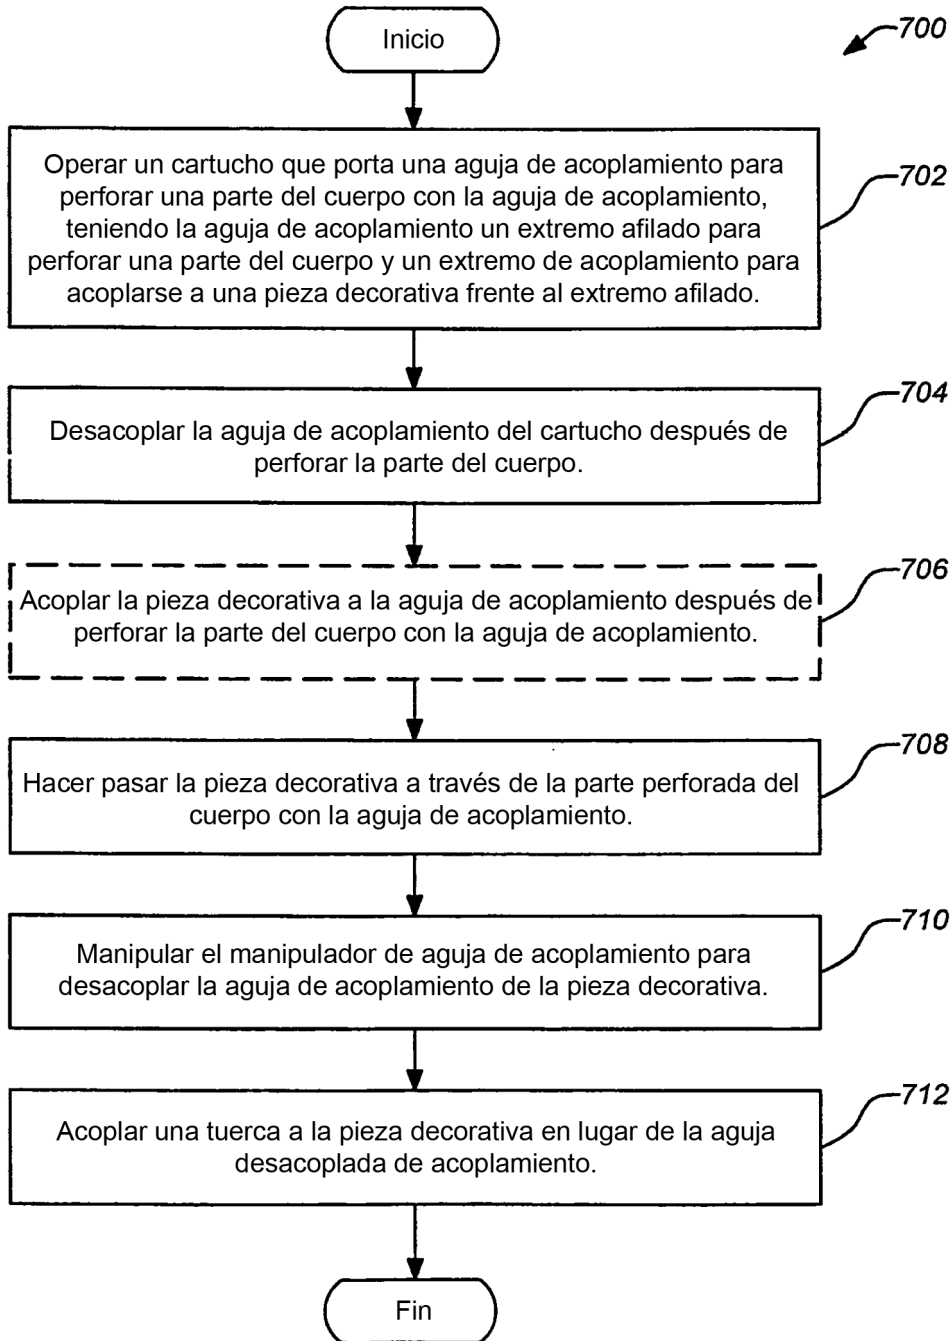 Inicio
700
Operar un cartucho que porta una aguja de acoplamiento para
perforar una parte del cuerpo con la aguja de acoplamiento,
teniendo la aguja de acoplamiento un extremo afilado para
perforar una parte del cuerpo y un extremo de acoplamiento para
acoplarse a una pieza decorativa frente al extremo afilado.
702
Desacoplar la aguja de acoplamiento del cartucho después de
perforar la parte del cuerpo.
704
Acoplar la pieza decorativa a la aguja de acoplamiento después de
perforar la parte del cuerpo con la aguja de acoplamiento.
706
Hacer pasar la pieza decorativa a través de la parte perforada del
cuerpo con la aguja de acoplamiento.
708
Manipular el manipulador de aguja de acoplamiento para
desacoplar la aguja de acoplamiento de la pieza decorativa.
710
Acoplar una tuerca a la pieza decorativa en lugar de la aguja
desacoplada de acoplamiento.
712
Fin